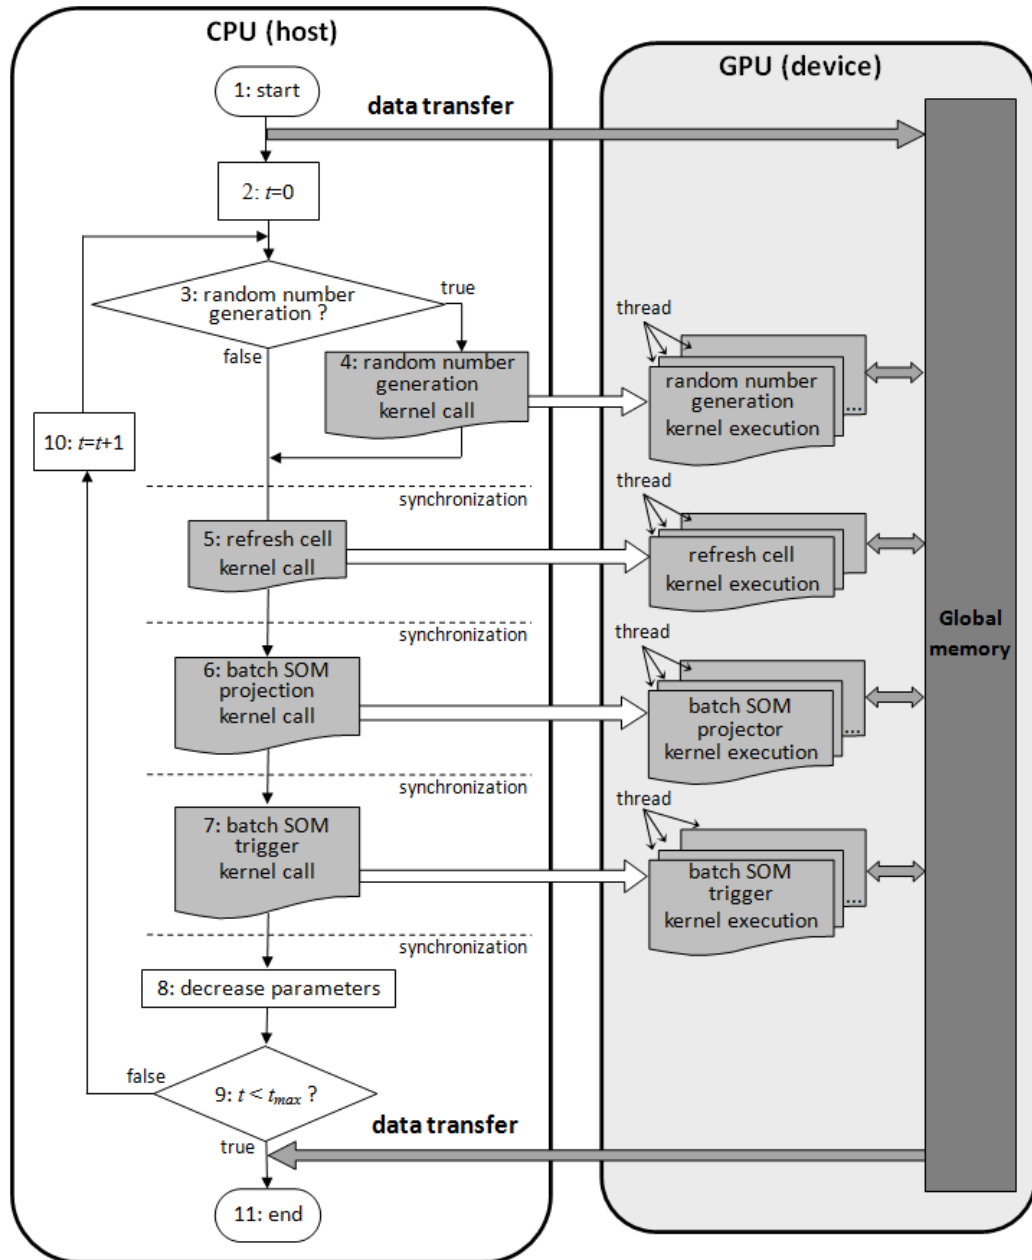 CPU (host)
GPU (device)
1: start
data transfer
2: t=0
3: random number
generation ?
true
false
thread
4: random number
generation
kernel call
random number
generation
kernel execution
...
10: t=t+1
synchronization
thread
5: refresh cell
kernel call
refresh cell
kernel execution
Global
memory
synchronization
thread
6: batch SOM
projection
kernel call
batch SOM
projector
kernel execution
...
synchronization
thread
7: batch SOM
trigger
kernel call
batch SOM
trigger
kernel execution
...
synchronization
8: decrease parameters
false
9: t < tmax ?
data transfer
true
11: end